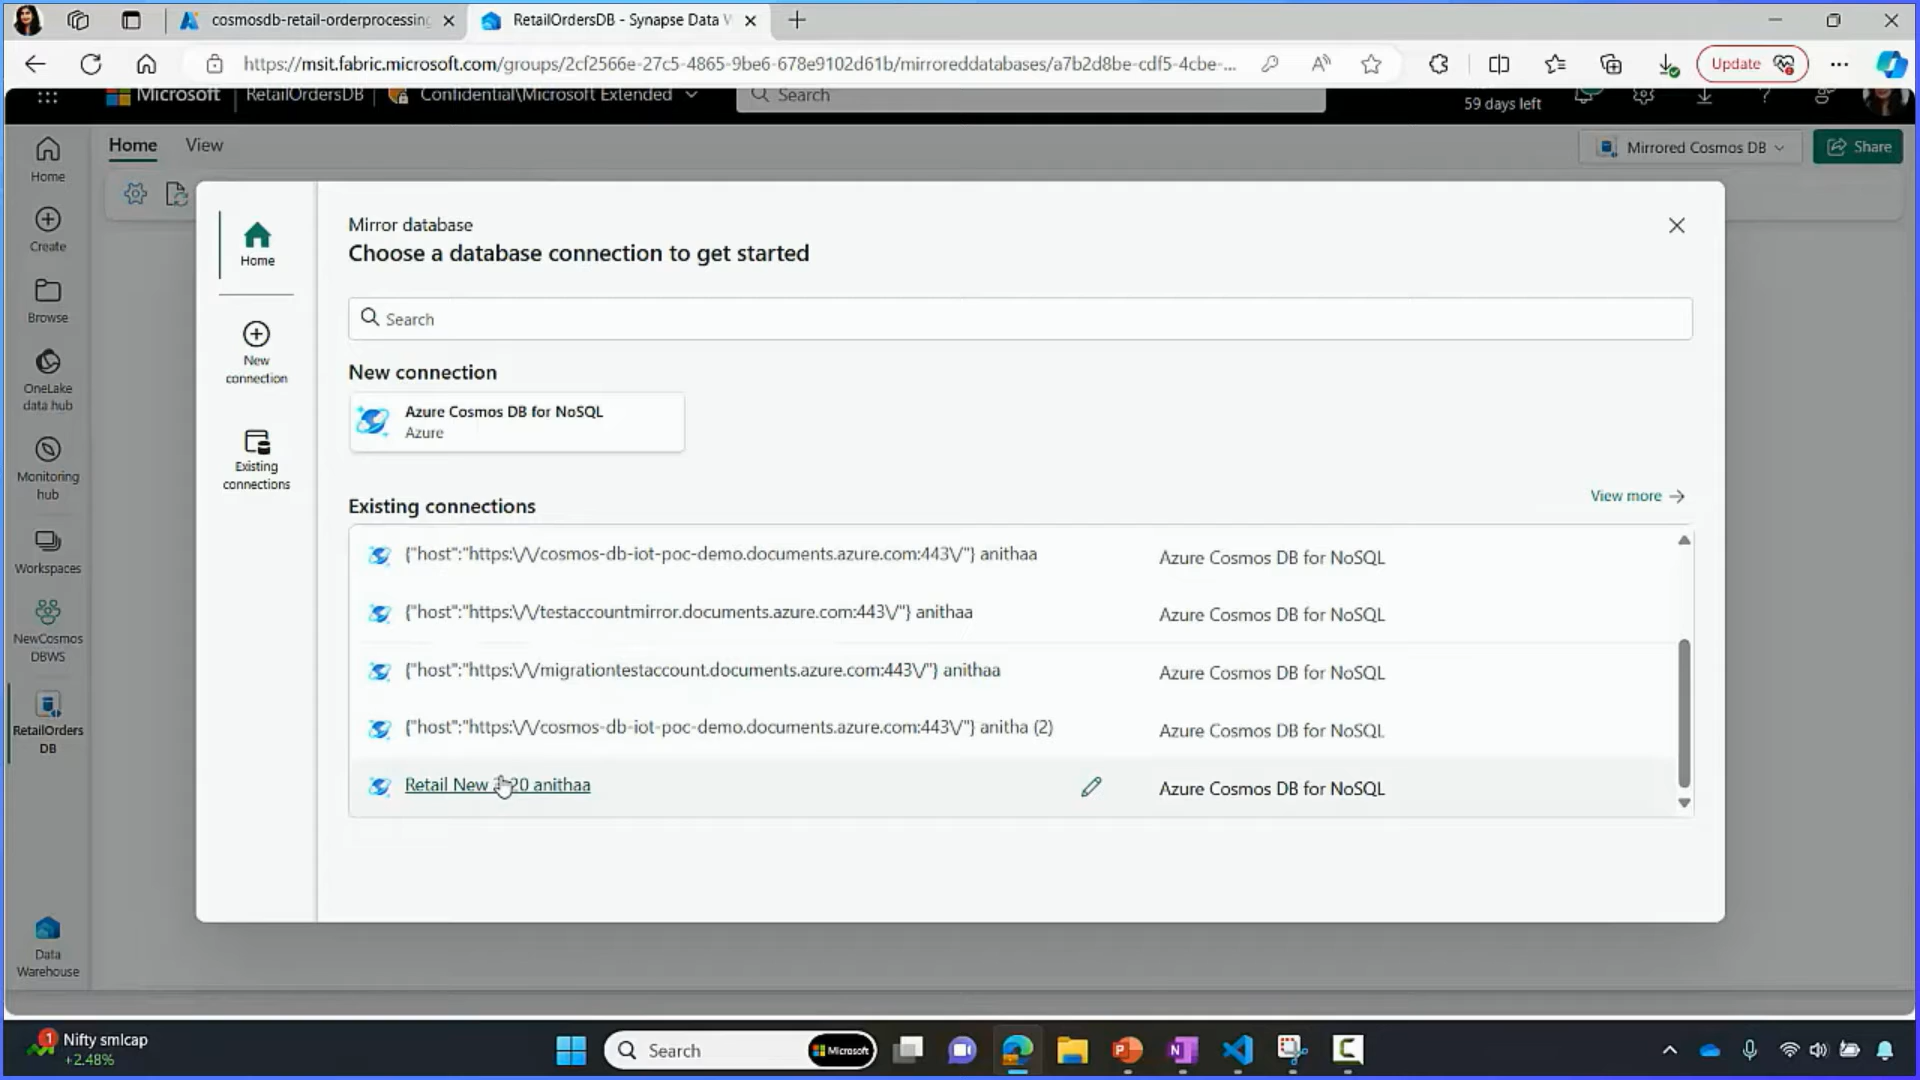 cosmosdb-retail-orderprocessing
RetailOrdersDB - Synapse Data
https://msit.fabric.microsoft.com/groups/2cf2566e-27c5-4865-9be6-678e9102d61b/mirroreddatabases/a7b2d8be-cdf5-4cbe-...
Update
Microsoft
RetailOrdersDB
Confidential\Microsoft Extended
Search
59 days left
Home
View
Mirrored Cosmos DB
Share
Home
Create
Browse
OneLake
data hub
Monitoring
hub
Workspaces
NewCosmos
DBWS
RetailOrders
DB
Data
Warehouse
Home
New
connection
Existing
connections
Mirror database
Choose a database connection to get started
Search
New connection
Azure Cosmos DB for NoSQL
Azure
Existing connections
View more
{"host":"https:\/\/cosmos-db-iot-poc-demo.documents.azure.com:443\/"} anithaa
Azure Cosmos DB for NoSQL
{"host":"https:\/\/testaccountmirror.documents.azure.com:443\/"} anithaa
Azure Cosmos DB for NoSQL
{"host":"https:\/\/migrationtestaccount.documents.azure.com:443\/"} anithaa
Azure Cosmos DB for NoSQL
{"host":"https:\/\/cosmos-db-iot-poc-demo.documents.azure.com:443\/"} anitha (2)
Azure Cosmos DB for NoSQL
Retail New anithaa
Azure Cosmos DB for NoSQL
1
Nifty smlcap
+2.48%
Search
Microsoft